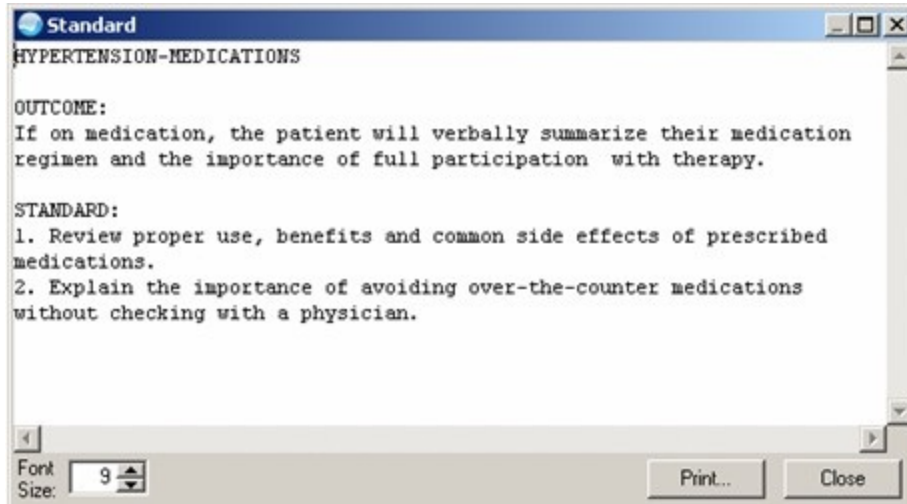 Standard
HYPERTENSION-MEDICATIONS
OUTCOME:
If on medication, the patient will verbally summarize their medication
regimen and the importance of full participation  with therapy.
STANDARD:
1. Review proper use, benefits and common side effects of prescribed
medications.
2. Explain the importance of avoiding over-the-counter medications
without checking with a physician.
Font
Size:
9
Print...
Close